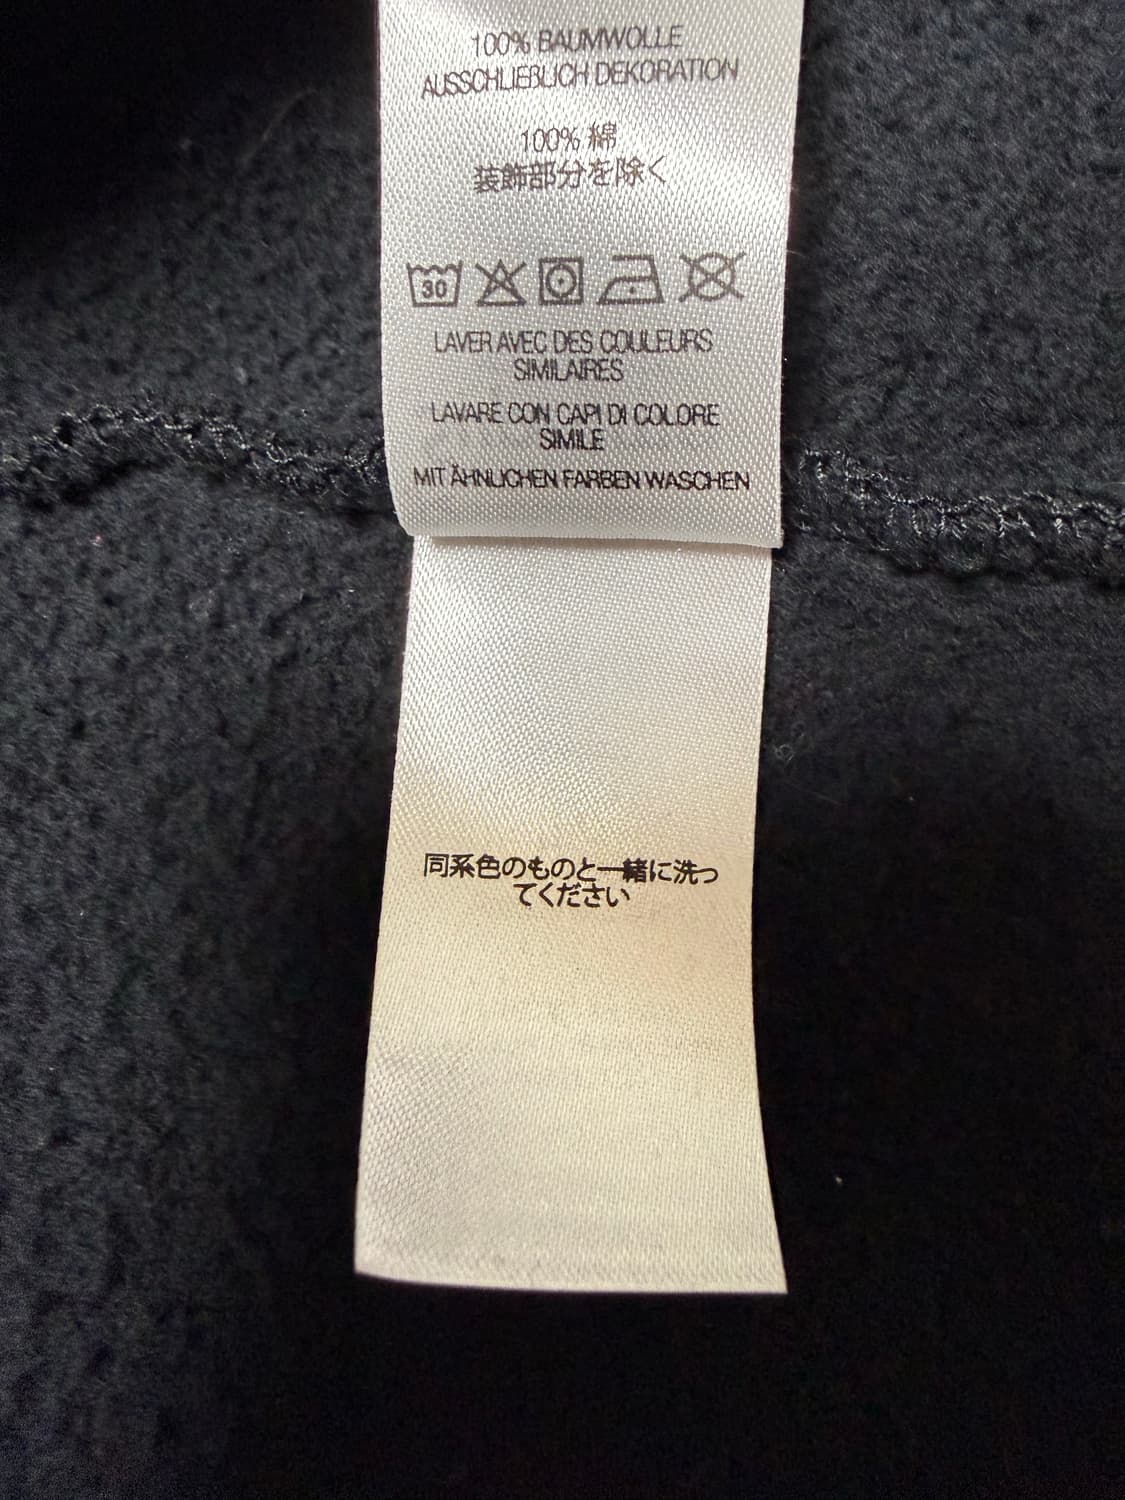 100% BAUMWOLLE
AUSSCHLIEẞLICH DEKORATION
100% 綿
装飾部分を除く
30
LAVER AVEC DES COULEURS
SIMILAIRES
LAVARE CON CAPI DI COLORE
SIMILE
MIT ÄHNLICHEN FARBEN WASCHEN
同系色のものと一緒に洗っ
てください